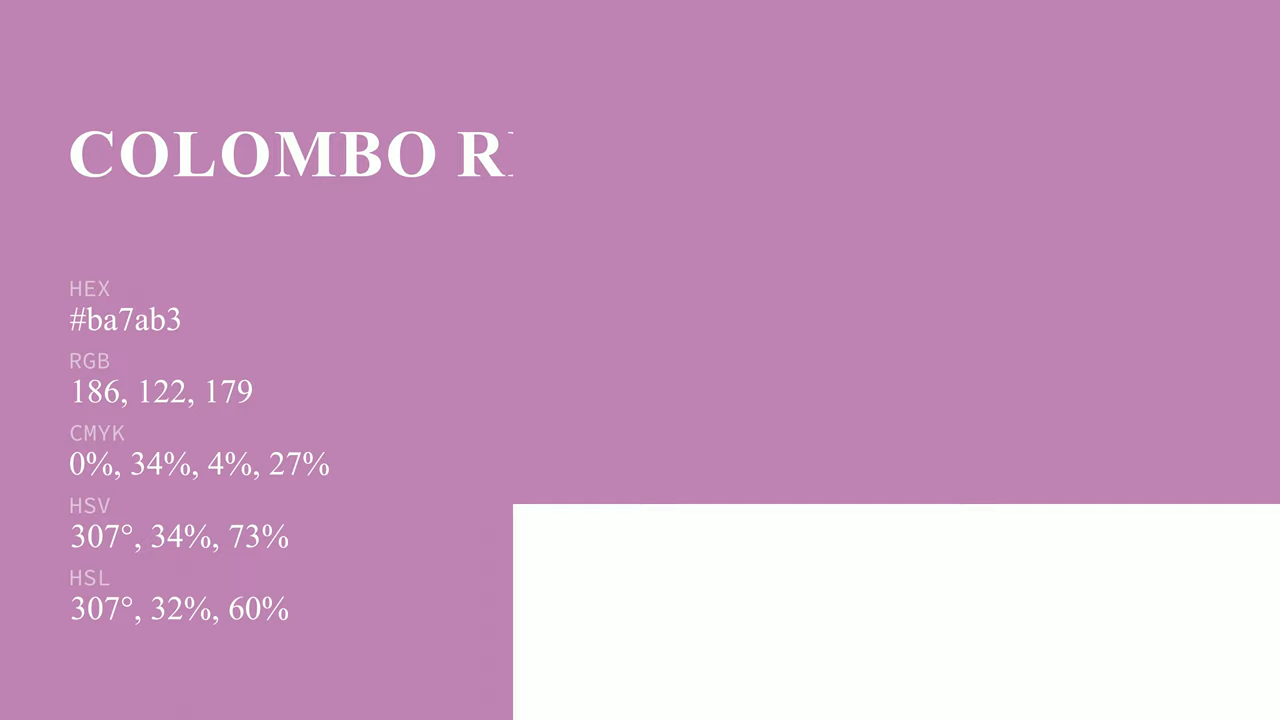 COLOMBO R
HEX
#ba7ab3
RGB
186, 122, 179
CMYK
0%, 34%, 4%, 27%
HSV
307°, 34%, 73%
HSL
307°, 32%, 60%